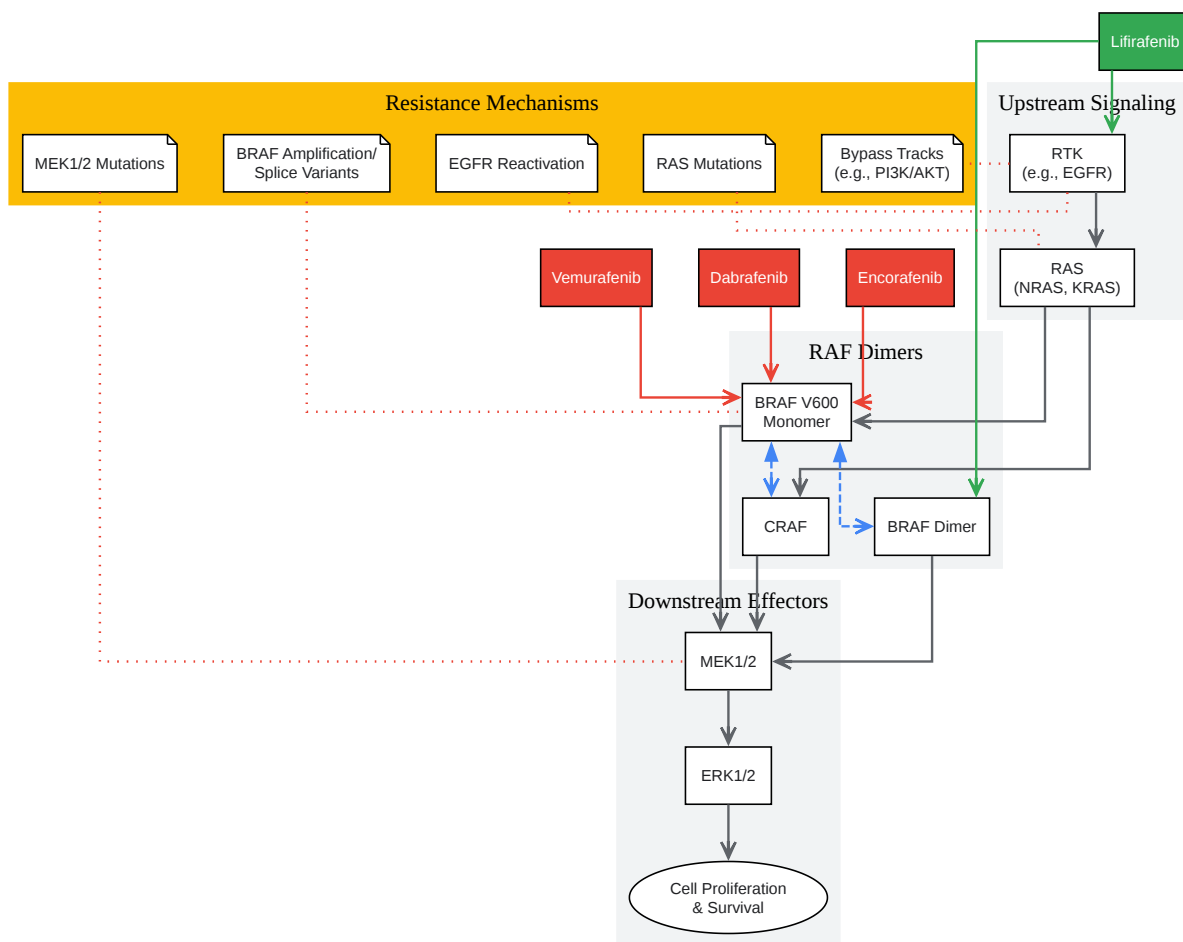 Lifirafenib
Resistance Mechanisms
Upstream Signaling
MEK1/2 Mutations
BRAF Amplification/
Splice Variants
EGFR Reactivation
RAS Mutations
Bypass Tracks
(e.g., PI3K/AKT)
RTK
(e.g., EGFR)
Vemurafenib
Dabrafenib
Encorafenib
RAS
(NRAS, KRAS)
RAF Dimers
BRAF V600
Monomer
CRAF
BRAF Dimer
Downstream Effectors
MEK1/2
ERK1/2
Cell Proliferation
& Survival